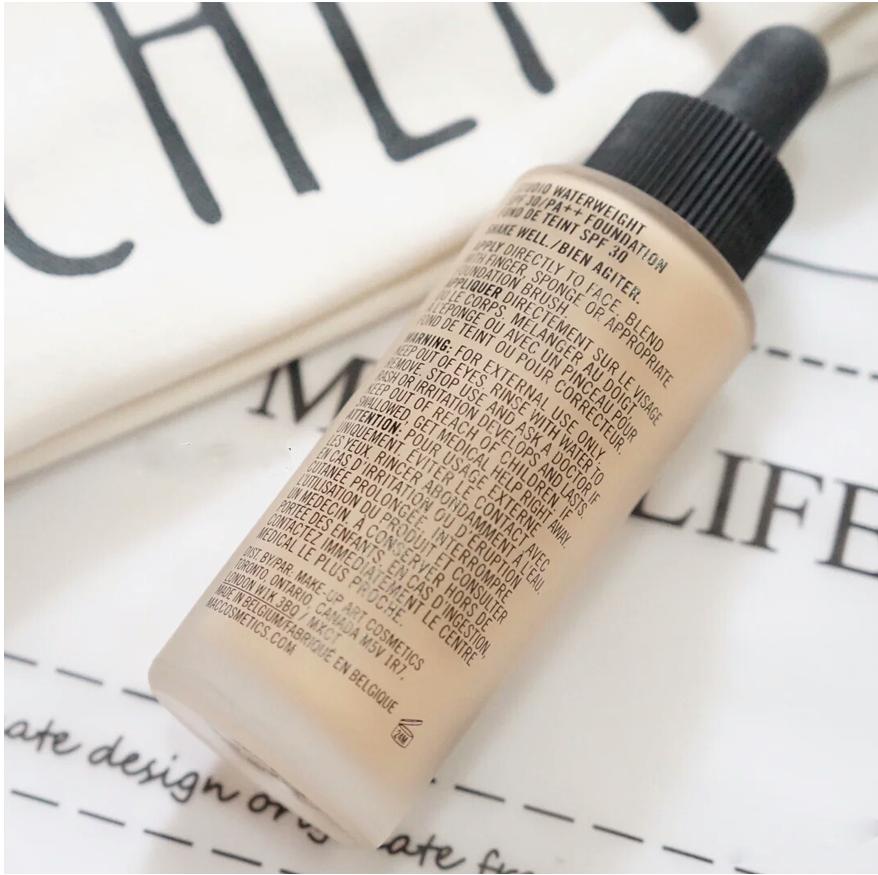 STUDIO WATERWEIGHT
SPF 30/PA++ FOUNDATION
FOND DE TEINT SPF 30
SHAKE WELL./BIEN AGITER.
APPLY DIRECTLY TO FACE. BLEND
WITH FINGER, SPONGE OR APPROPRIATE
FOUNDATION BRUSH
APPLIQUER DIRECTEMENT SUR LE VISAGE
OU LE CORPS. MÉLANGER AU DOIGT,
À L'ÉPONGE OU AVEC UN PINCEAU POUR
FOND DE TEINT OU POUR CORRECTEUR.
WARNING: FOR EXTERNAL USE ONLY.
KEEP OUT OF EYES. RINSE WITH WATER TO
REMOVE. STOP USE AND ASK A DOCTOR IF
RASH OR IRRITATION DEVELOPS AND LASTS.
KEEP OUT OF REACH OF CHILDREN. IF
SWALLOWED, GET MEDICAL HELP RIGHT AWAY.
ATTENTION: POUR USAGE EXTERNE
UNIQUEMENT. ÉVITER LE CONTACT AVEC
LES YEUX. RINCER ABONDAMMENT À L'EAU.
EN CAS D'IRRITATION OU D'ÉRUPTION
CUTANÉE PROLONGÉE, INTERROMPRE
L'UTILISATION DU PRODUIT ET CONSULTER
UN MÉDECIN. À CONSERVER HORS DE
PORTÉE DES ENFANTS. EN CAS D'INGESTION,
CONTACTEZ IMMÉDIATEMENT LE CENTRE
MÉDICAL LE PLUS PROCHE.
DIST. BY/PAR. MAKE-UP ART COSMETICS
TORONTO, ONTARIO, CANADA M5V 1R7,
LONDON W1K 3BQ / MXCT
MADE IN BELGIUM/FABRIQUÉ EN BELGIQUE
MACCOSMETICS.COM
24M
LIFE
ate design or
ate fr